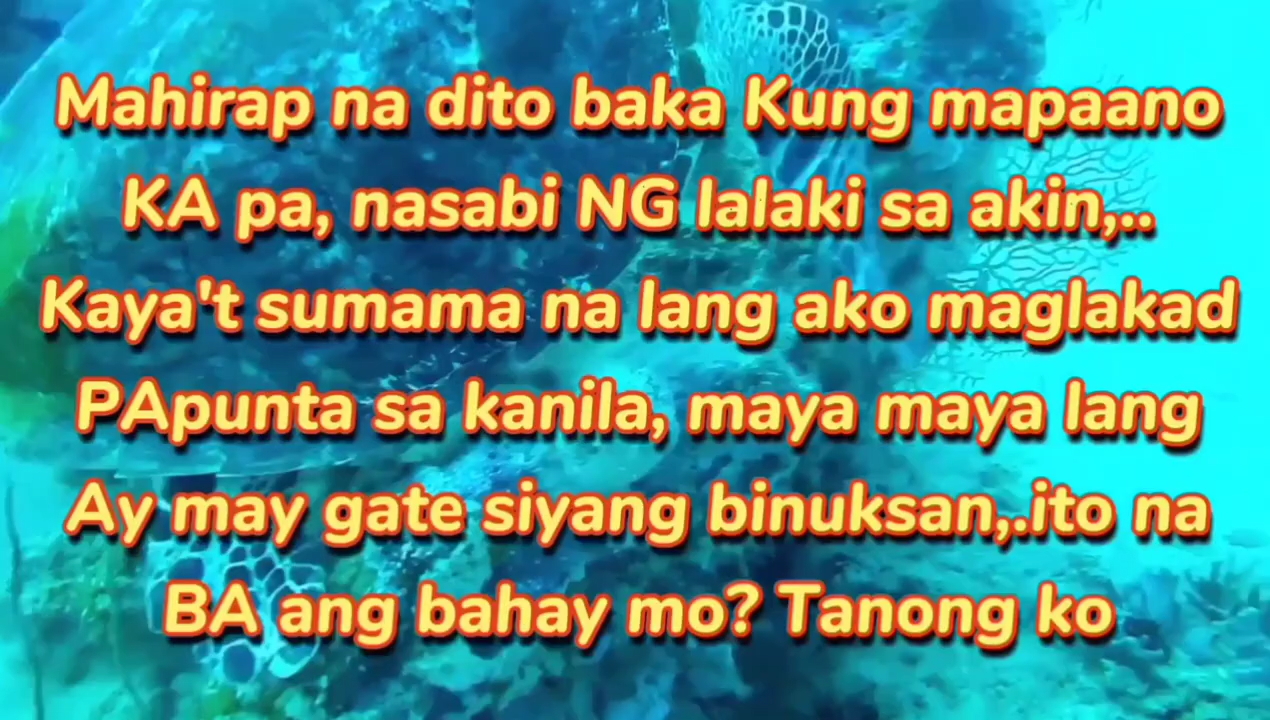 Mahirap na dito baka Kung mapaano
KA pa, nasabi NG lalaki sa akin,..
Kaya't sumama na lang ako maglakad
PApunta sa kanila, maya maya lang
Ay may gate siyang binuksan,.ito na
BA ang bahay mo? Tanong ko